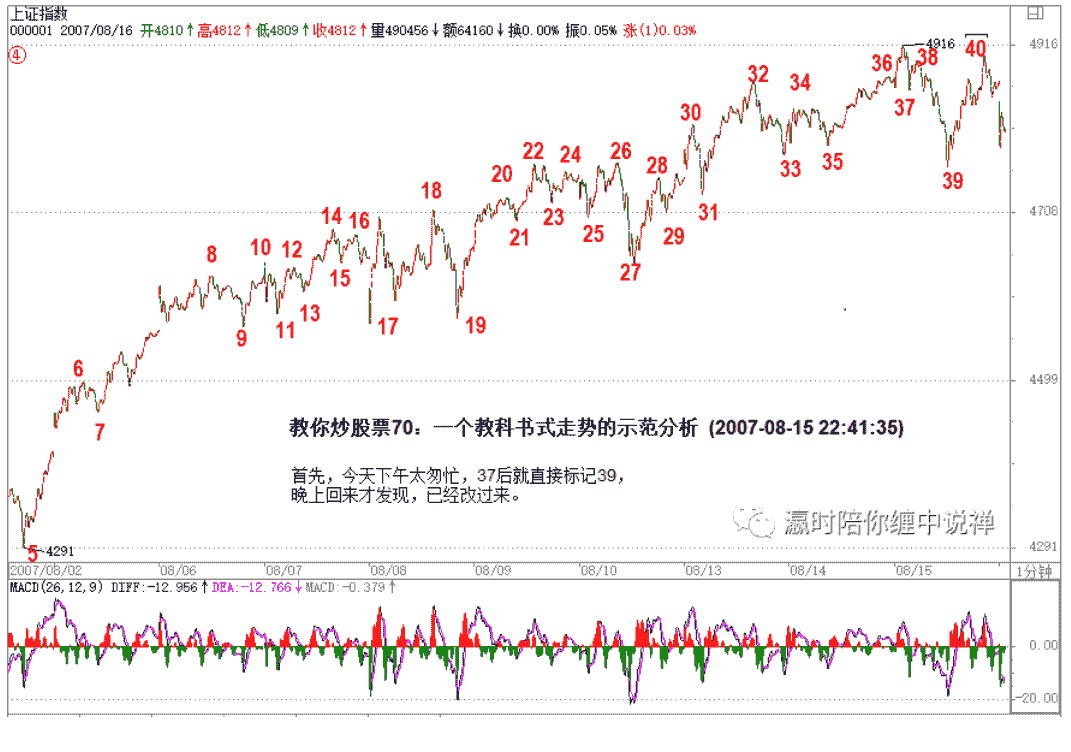 上证指数
000001 2007/08/16 开4810↑高4812↑低4809↑收4812↑量490456↓额64160↓换0.00% 振0.05% 涨(1)0.03%
④
4916
4916
36 38 40
32 34
37
30
33 35
39
26 28
22 24
20
18
31
4708
21 23 25
29
14 16
27
8 10 12
15
13 17 19
9 11
6
4499
7
教你炒股票70：一个教科书式走势的示范分析 (2007-08-15 22:41:35)
首先，今天下午太匆忙，37后就直接标记39，
晚上回来才发现，已经改过来。
瀛时陪你缠中说禅
5 4291
4291
2007/08/02 08/06 08/07 08/08 08/09 08/10 08/13 08/14 08/15 1分钟
MACD(26,12,9) DIFF:-12.956↑DEA:-12.766↓MACD:-0.379↑
0.00
-20.00